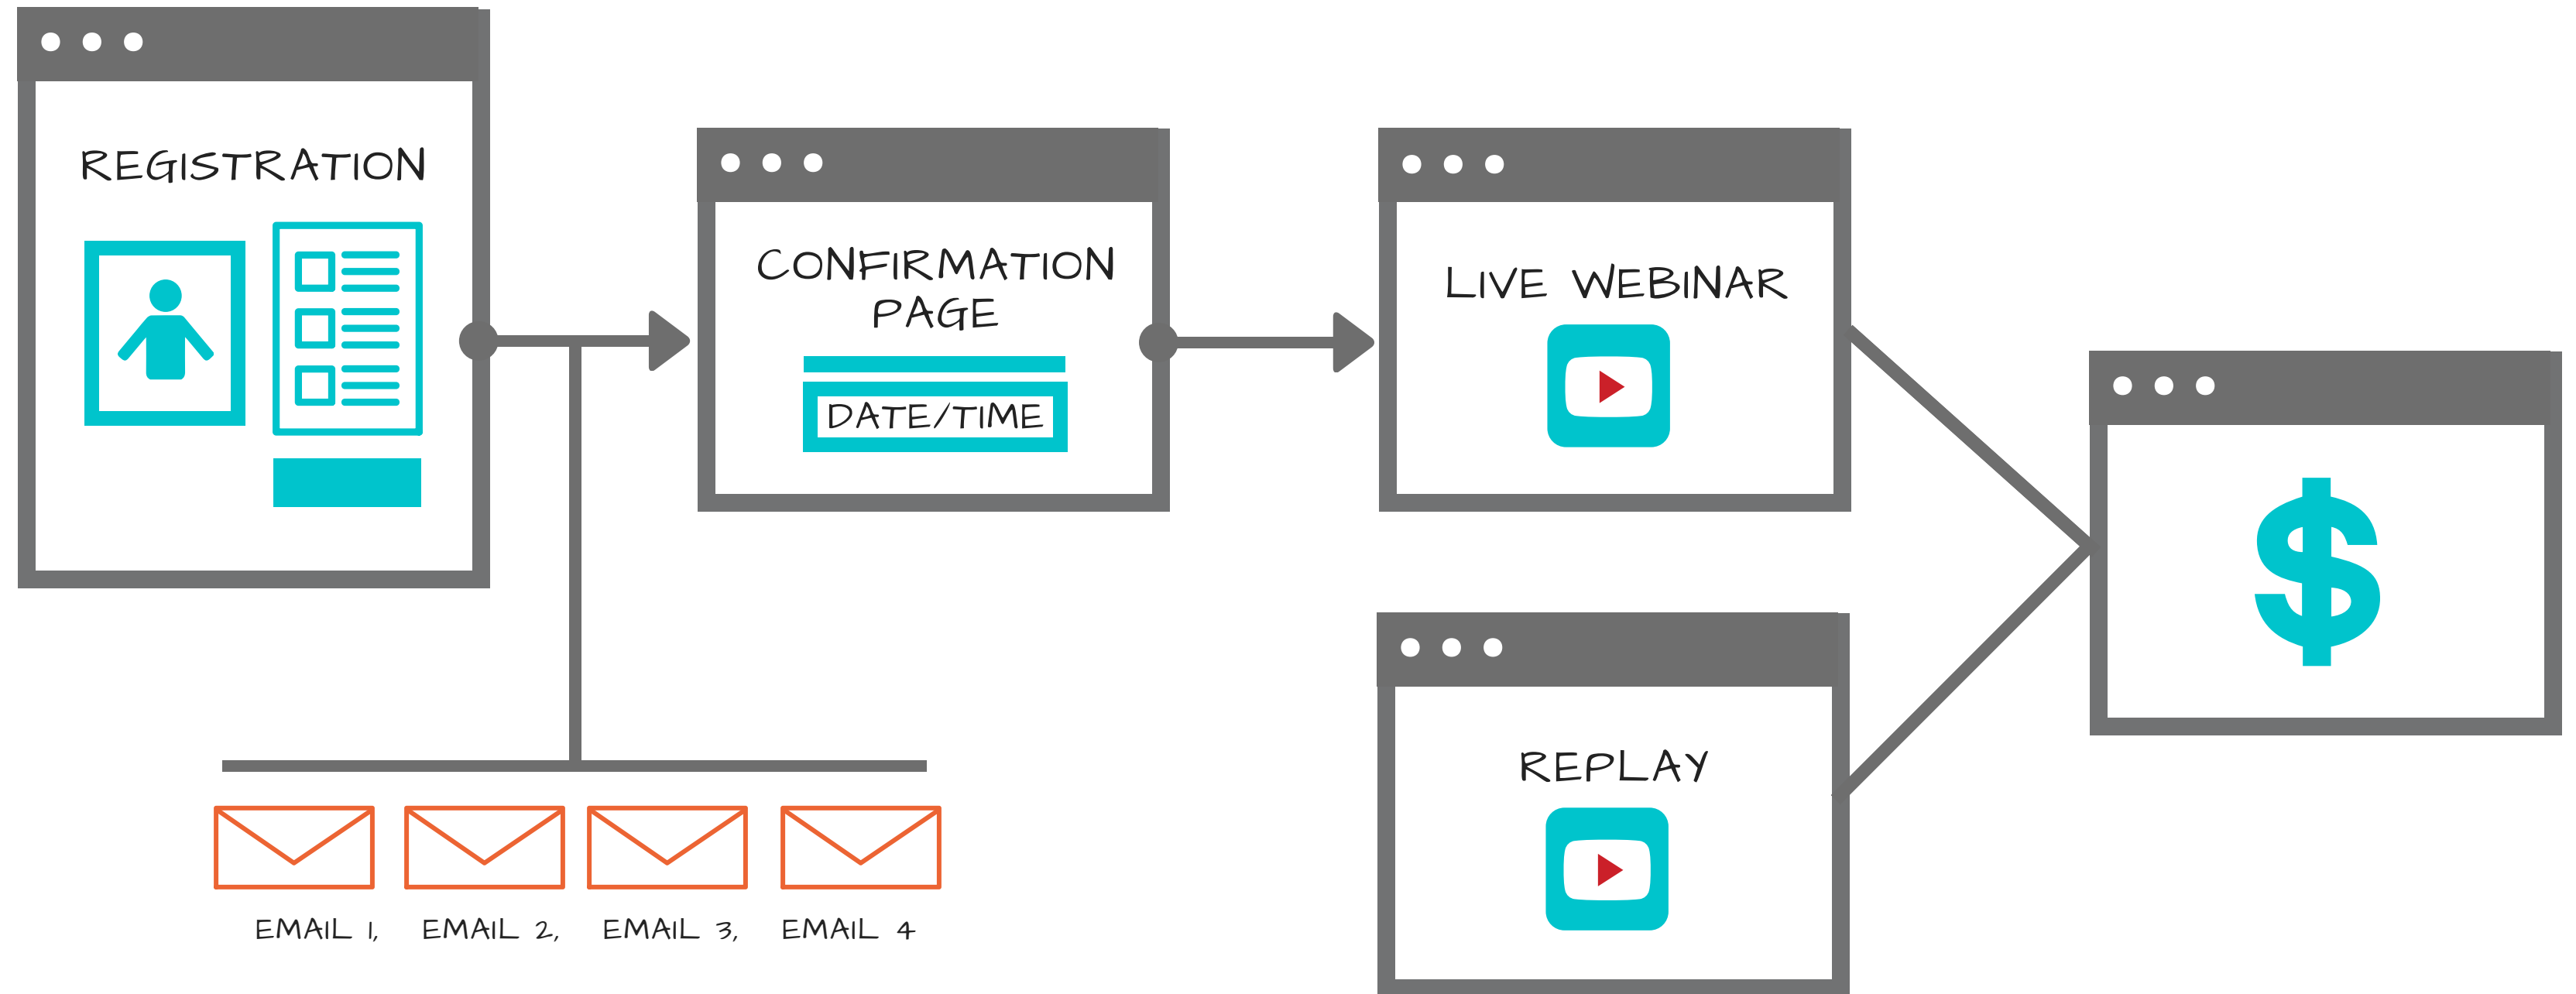 REGISTRATION
CONFIRMATION
PAGE
DATE/TIME
LIVE WEBINAR
$
REPLAY
EMAIL 1, EMAIL 2, EMAIL 3, EMAIL 4